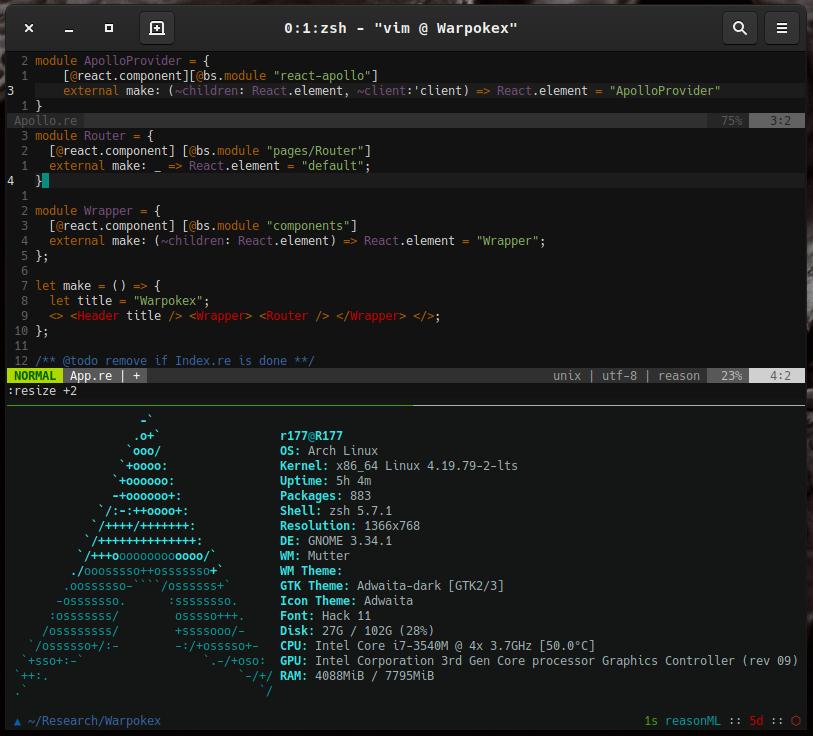 0:1:zsh - "vim @ Warpokex"
2 module ApolloProvider = {
1     [@react.component][@bs.module "react-apollo"]
3     external make: (~children: React.element, ~client:'client) => React.element = "ApolloProvider"
1 }
Apollo.re 75% 3:2
3 module Router = {
2   [@react.component] [@bs.module "pages/Router"]
1   external make: _ => React.element = "default";
4 }
1
2 module Wrapper = {
3   [@react.component] [@bs.module "components"]
4   external make: (~children: React.element) => React.element = "Wrapper";
5 };
6
7 let make = () => {
8   let title = "Warpokex";
9   <> <Header title /> <Wrapper> <Router /> </Wrapper> </>;
10 };
11
12 /** @todo remove if Index.re is done **/
NORMAL App.re | + unix | utf-8 | reason 23% 4:2
:resize +2
-`
.o+`
`ooo/
`+oooo:
`+oooooo:
-+oooooo+:
`/:-:++oooo+:
`/++++/+++++++:
`/++++++++++++++:
`/+++ooooooooooooo/`
./ooosssso++osssssso+`
.oossssso-````/ossssss+`
-osssssso.      :ssssssso.
:osssssss/        osssso+++.
/ossssssss/        +ssssooo/-
`/ossssso+/:-        -:/+osssso+-
`+sso+:-`                 `.-/+oso:
`++:.                           `-/+/
.`                                 `/
r177@R177
OS: Arch Linux
Kernel: x86_64 Linux 4.19.79-2-lts
Uptime: 5h 4m
Packages: 883
Shell: zsh 5.7.1
Resolution: 1366x768
DE: GNOME 3.34.1
WM: Mutter
WM Theme:
GTK Theme: Adwaita-dark [GTK2/3]
Icon Theme: Adwaita
Font: Hack 11
Disk: 27G / 102G (28%)
CPU: Intel Core i7-3540M @ 4x 3.7GHz [50.0°C]
GPU: Intel Corporation 3rd Gen Core processor Graphics Controller (rev 09)
RAM: 4088MiB / 7795MiB
▲ ~/Research/Warpokex 1s reasonML :: 5d :: ⬡